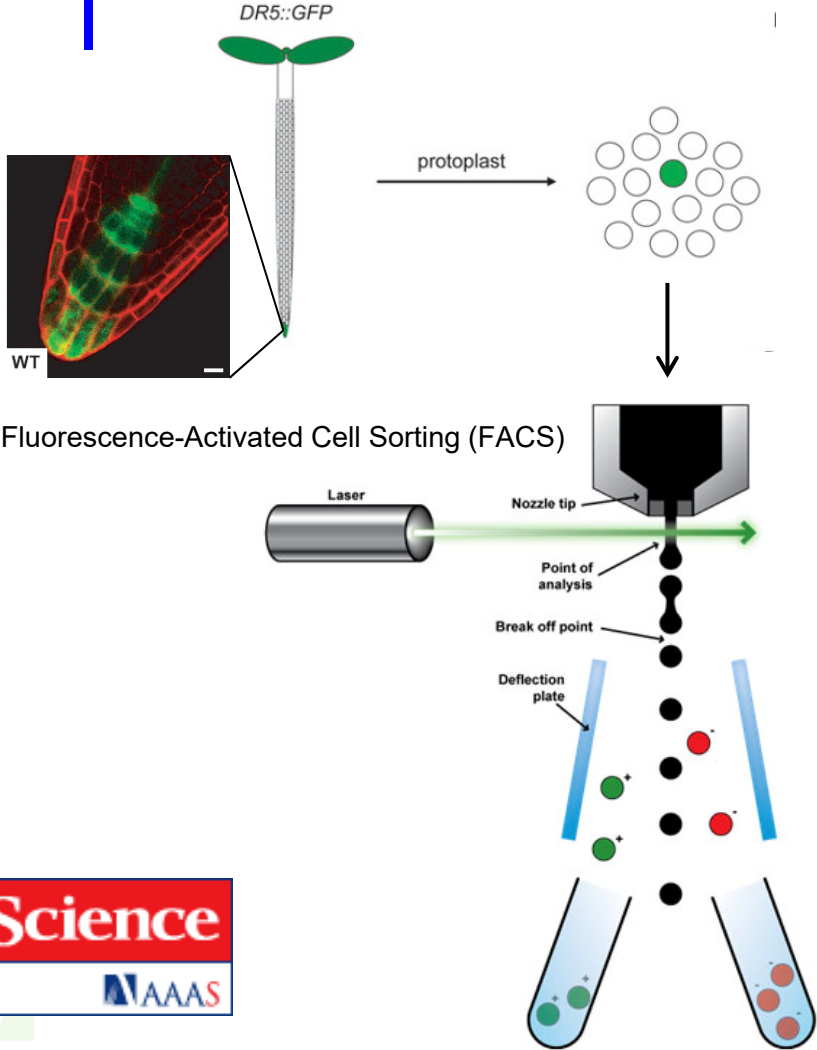 DR5::GFP
protoplast
WT
Fluorescence-Activated Cell Sorting (FACS)
Laser
Nozzle tip
Point of
analysis
Break off point
Deflection
plate
+
-
+
-
+
+
-
-
-
Science
AAAS